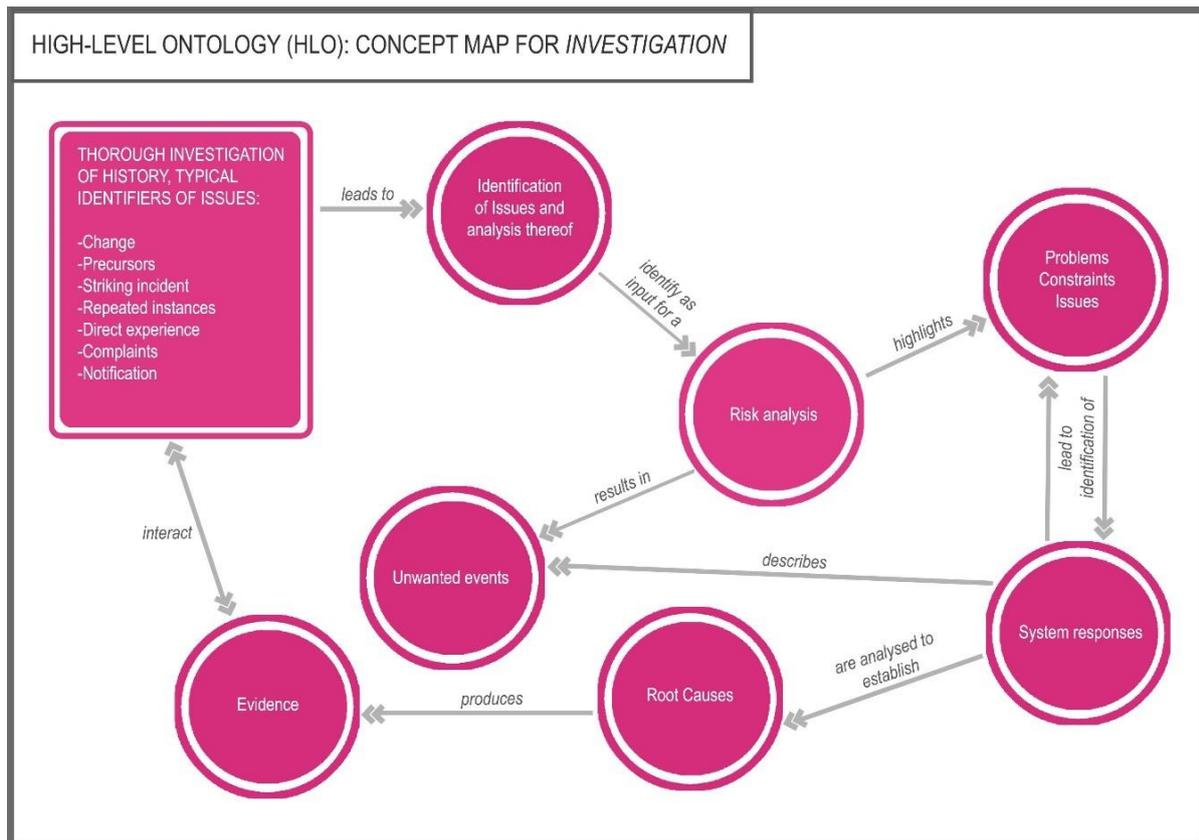 HIGH-LEVEL ONTOLOGY (HLO): CONCEPT MAP FOR INVESTIGATION
THOROUGH INVESTIGATION
OF HISTORY, TYPICAL
IDENTIFIERS OF ISSUES:
-Change
-Precursors
-Striking incident
-Repeated instances
-Direct experience
-Complaints
-Notification
leads to
Identification
of Issues and
analysis thereof
identify as
input for a
Risk analysis
highlights
Problems
Constraints
Issues
lead to
identification of
results in
Unwanted events
describes
System responses
are analysed to
establish
Root Causes
produces
Evidence
interact